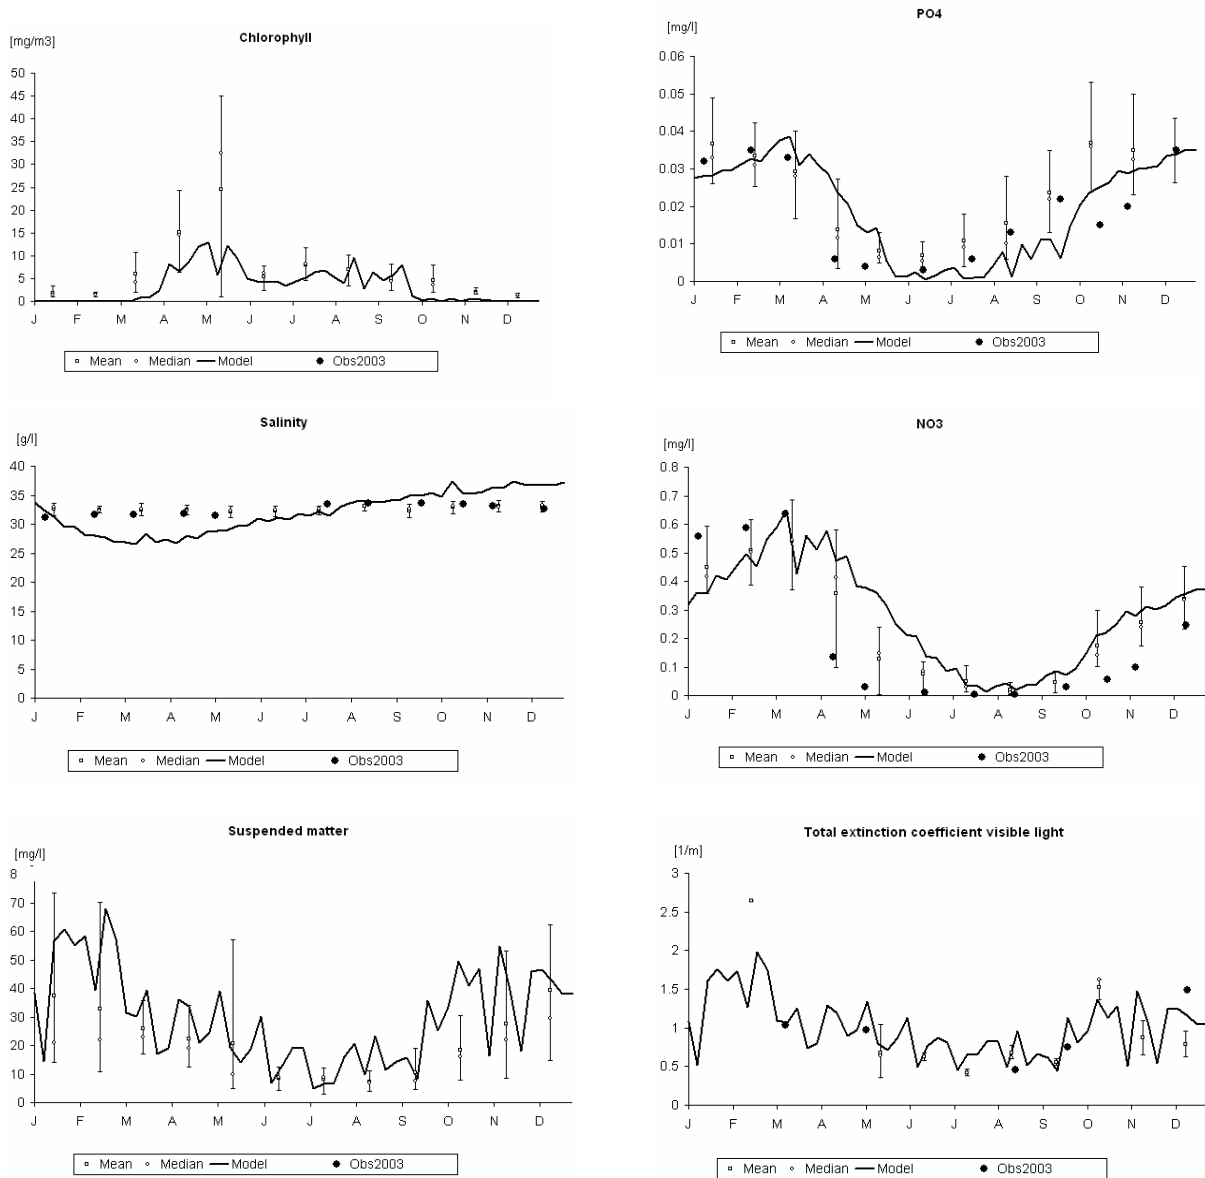 Chlorophyll
[mg/m3]
50
45
40
35
30
25
20
15
10
5
0
J F M A M J J A S O N D
Mean Median Model Obs2003
PO4
[mg/l]
0.06
0.05
0.04
0.03
0.02
0.01
0
J F M A M J J A S O N D
Mean Median Model Obs2003
Salinity
[g/l]
40
35
30
25
20
15
10
5
0
J F M A M J J A S O N D
Mean Median Model Obs2003
NO3
[mg/l]
0.8
0.7
0.6
0.5
0.4
0.3
0.2
0.1
0
J F M A M J J A S O N D
Mean Median Model Obs2003
Suspended matter
[mg/l]
8
70
60
50
40
30
20
10
0
J F M A M J J A S O N D
Mean Median Model Obs2003
Total extinction coefficient visible light
[1/m]
3
2.5
2
1.5
1
0.5
0
J F M A M J J A S O N D
Mean Median Model Obs2003